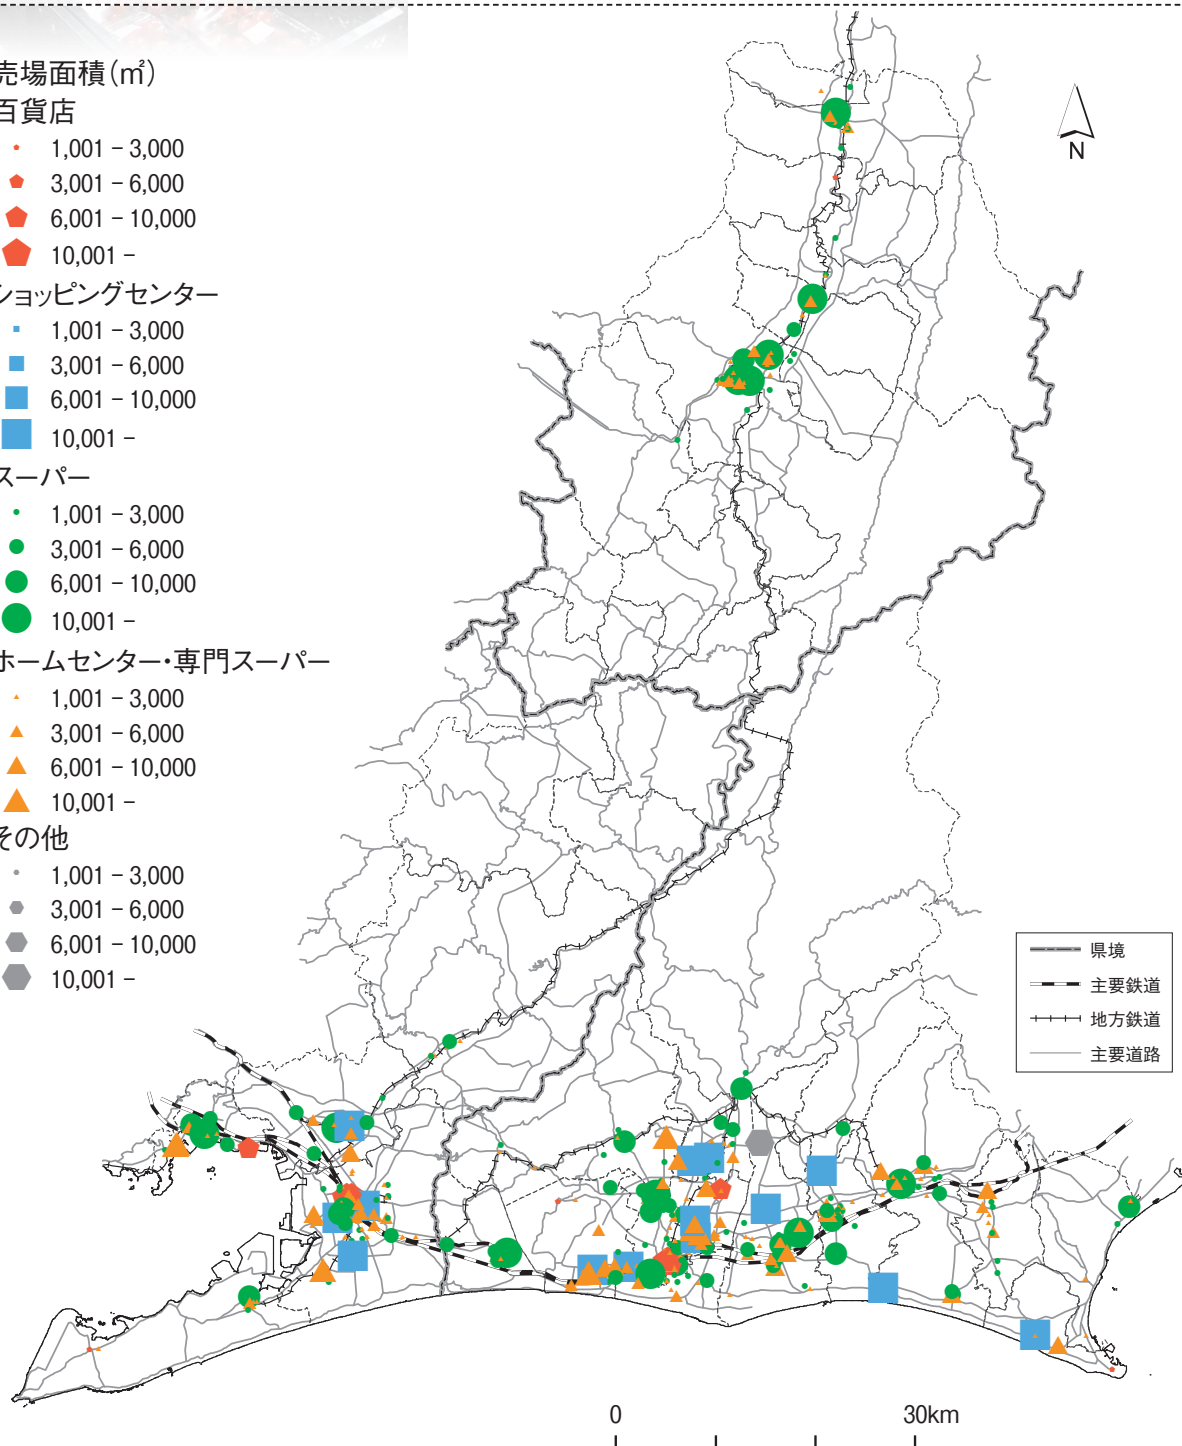 売場面積(㎡)
百貨店
1,001 − 3,000
3,001 − 6,000
6,001 − 10,000
10,001 −
ショッピングセンター
1,001 − 3,000
3,001 − 6,000
6,001 − 10,000
10,001 −
スーパー
1,001 − 3,000
3,001 − 6,000
6,001 − 10,000
10,001 −
ホームセンター・専門スーパー
1,001 − 3,000
3,001 − 6,000
6,001 − 10,000
10,001 −
その他
1,001 − 3,000
3,001 − 6,000
6,001 − 10,000
10,001 −
N
県境
主要鉄道
地方鉄道
主要道路
0 30km